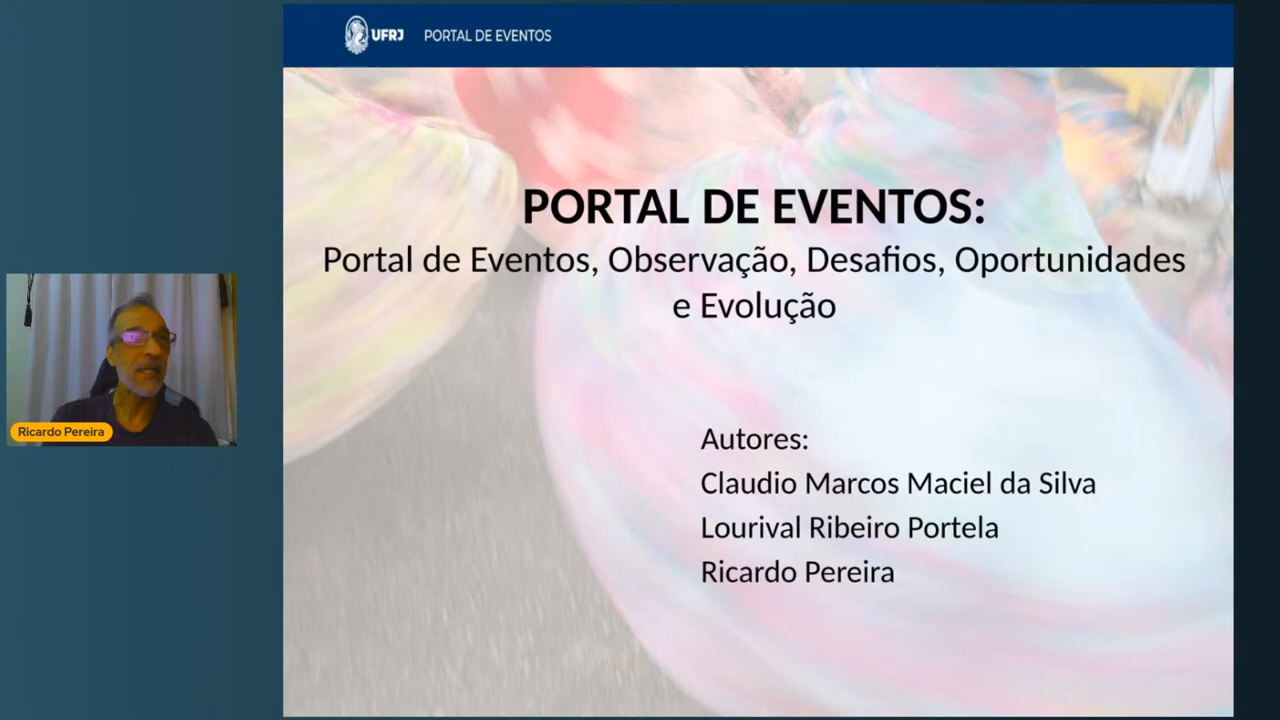 UFRJ PORTAL DE EVENTOS
PORTAL DE EVENTOS:
Portal de Eventos, Observação, Desafios, Oportunidades
e Evolução
Autores:
Claudio Marcos Maciel da Silva
Lourival Ribeiro Portela
Ricardo Pereira
Ricardo Pereira